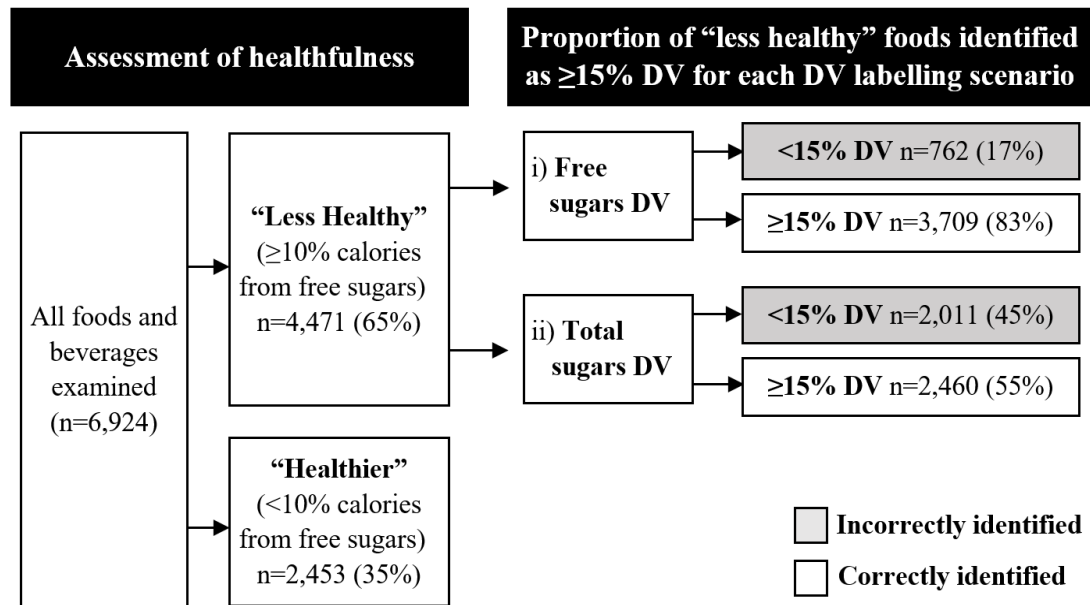 Assessment of healthfulness
Proportion of “less healthy” foods identified
as ≥15% DV for each DV labelling scenario
All foods and
beverages
examined
(n=6,924)
“Less Healthy”
(≥10% calories
from free sugars)
n=4,471 (65%)
“Healthier”
(<10% calories
from free sugars)
n=2,453 (35%)
i) Free
sugars DV
<15% DV n=762 (17%)
≥15% DV n=3,709 (83%)
ii) Total
sugars DV
<15% DV n=2,011 (45%)
≥15% DV n=2,460 (55%)
Incorrectly identified
Correctly identified